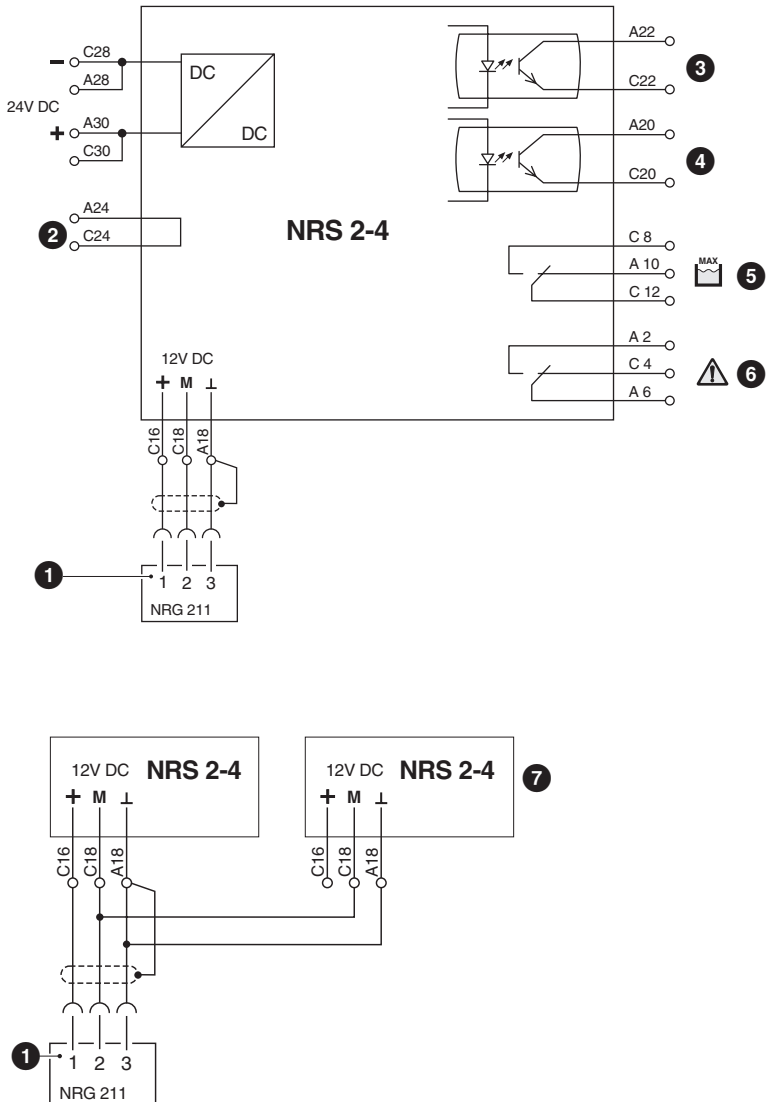 C28
A28
24V DC
A30
C30
A24
2
C24
DC
DC
NRS 2-4
A22
3
C22
A20
4
C20
C 8
MAX
A 10
5
C 12
A 2
C 4
6
A 6
12V DC
+ M ⊥
C16 C18 A18
1
1 2 3
NRG 211
12V DC NRS 2-4
+ M ⊥
C16 C18 A18
12V DC NRS 2-4
7
+ M ⊥
C16 C18 A18
1
1 2 3
NRG 211